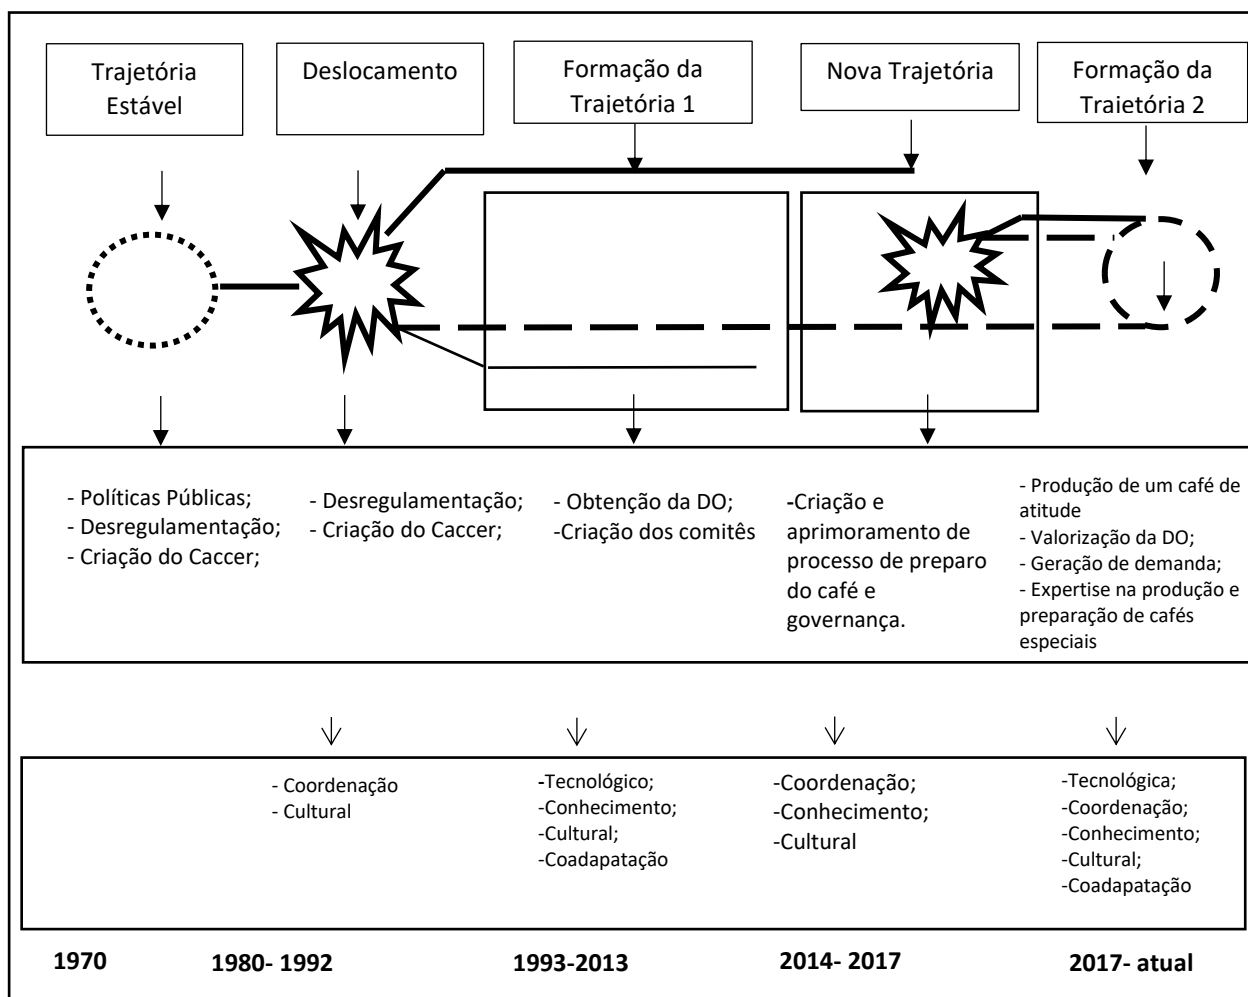 Trajetória
Estável
Deslocamento
Formação da
Trajetória 1
Nova Trajetória
Formação da
Trajetória 2
- Políticas Públicas;
- Desregulamentação;
- Criação do Caccer;
- Desregulamentação;
- Criação do Caccer;
- Obtenção da DO;
-Criação dos comitês
-Criação e
aprimoramento de
processo de preparo
do café e
governança.
- Produção de um café de
atitude
- Valorização da DO;
- Geração de demanda;
- Expertise na produção e
preparação de cafés
especiais
- Coordenação
- Cultural
-Tecnológico;
-Conhecimento;
-Cultural;
-Coadapatação
-Coordenação;
-Conhecimento;
-Cultural
-Tecnológica;
-Coordenação;
-Conhecimento;
-Cultural;
-Coadapatação
1970
1980- 1992
1993-2013
2014- 2017
2017- atual